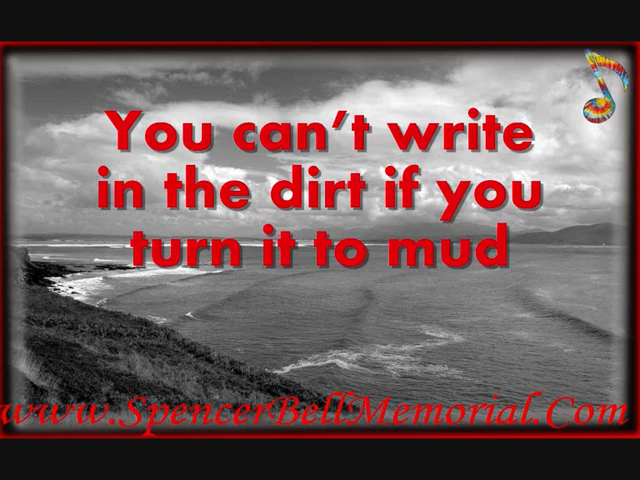 You can't write
in the dirt if you
turn it to mud
www.SpencerBellMemorial.Com